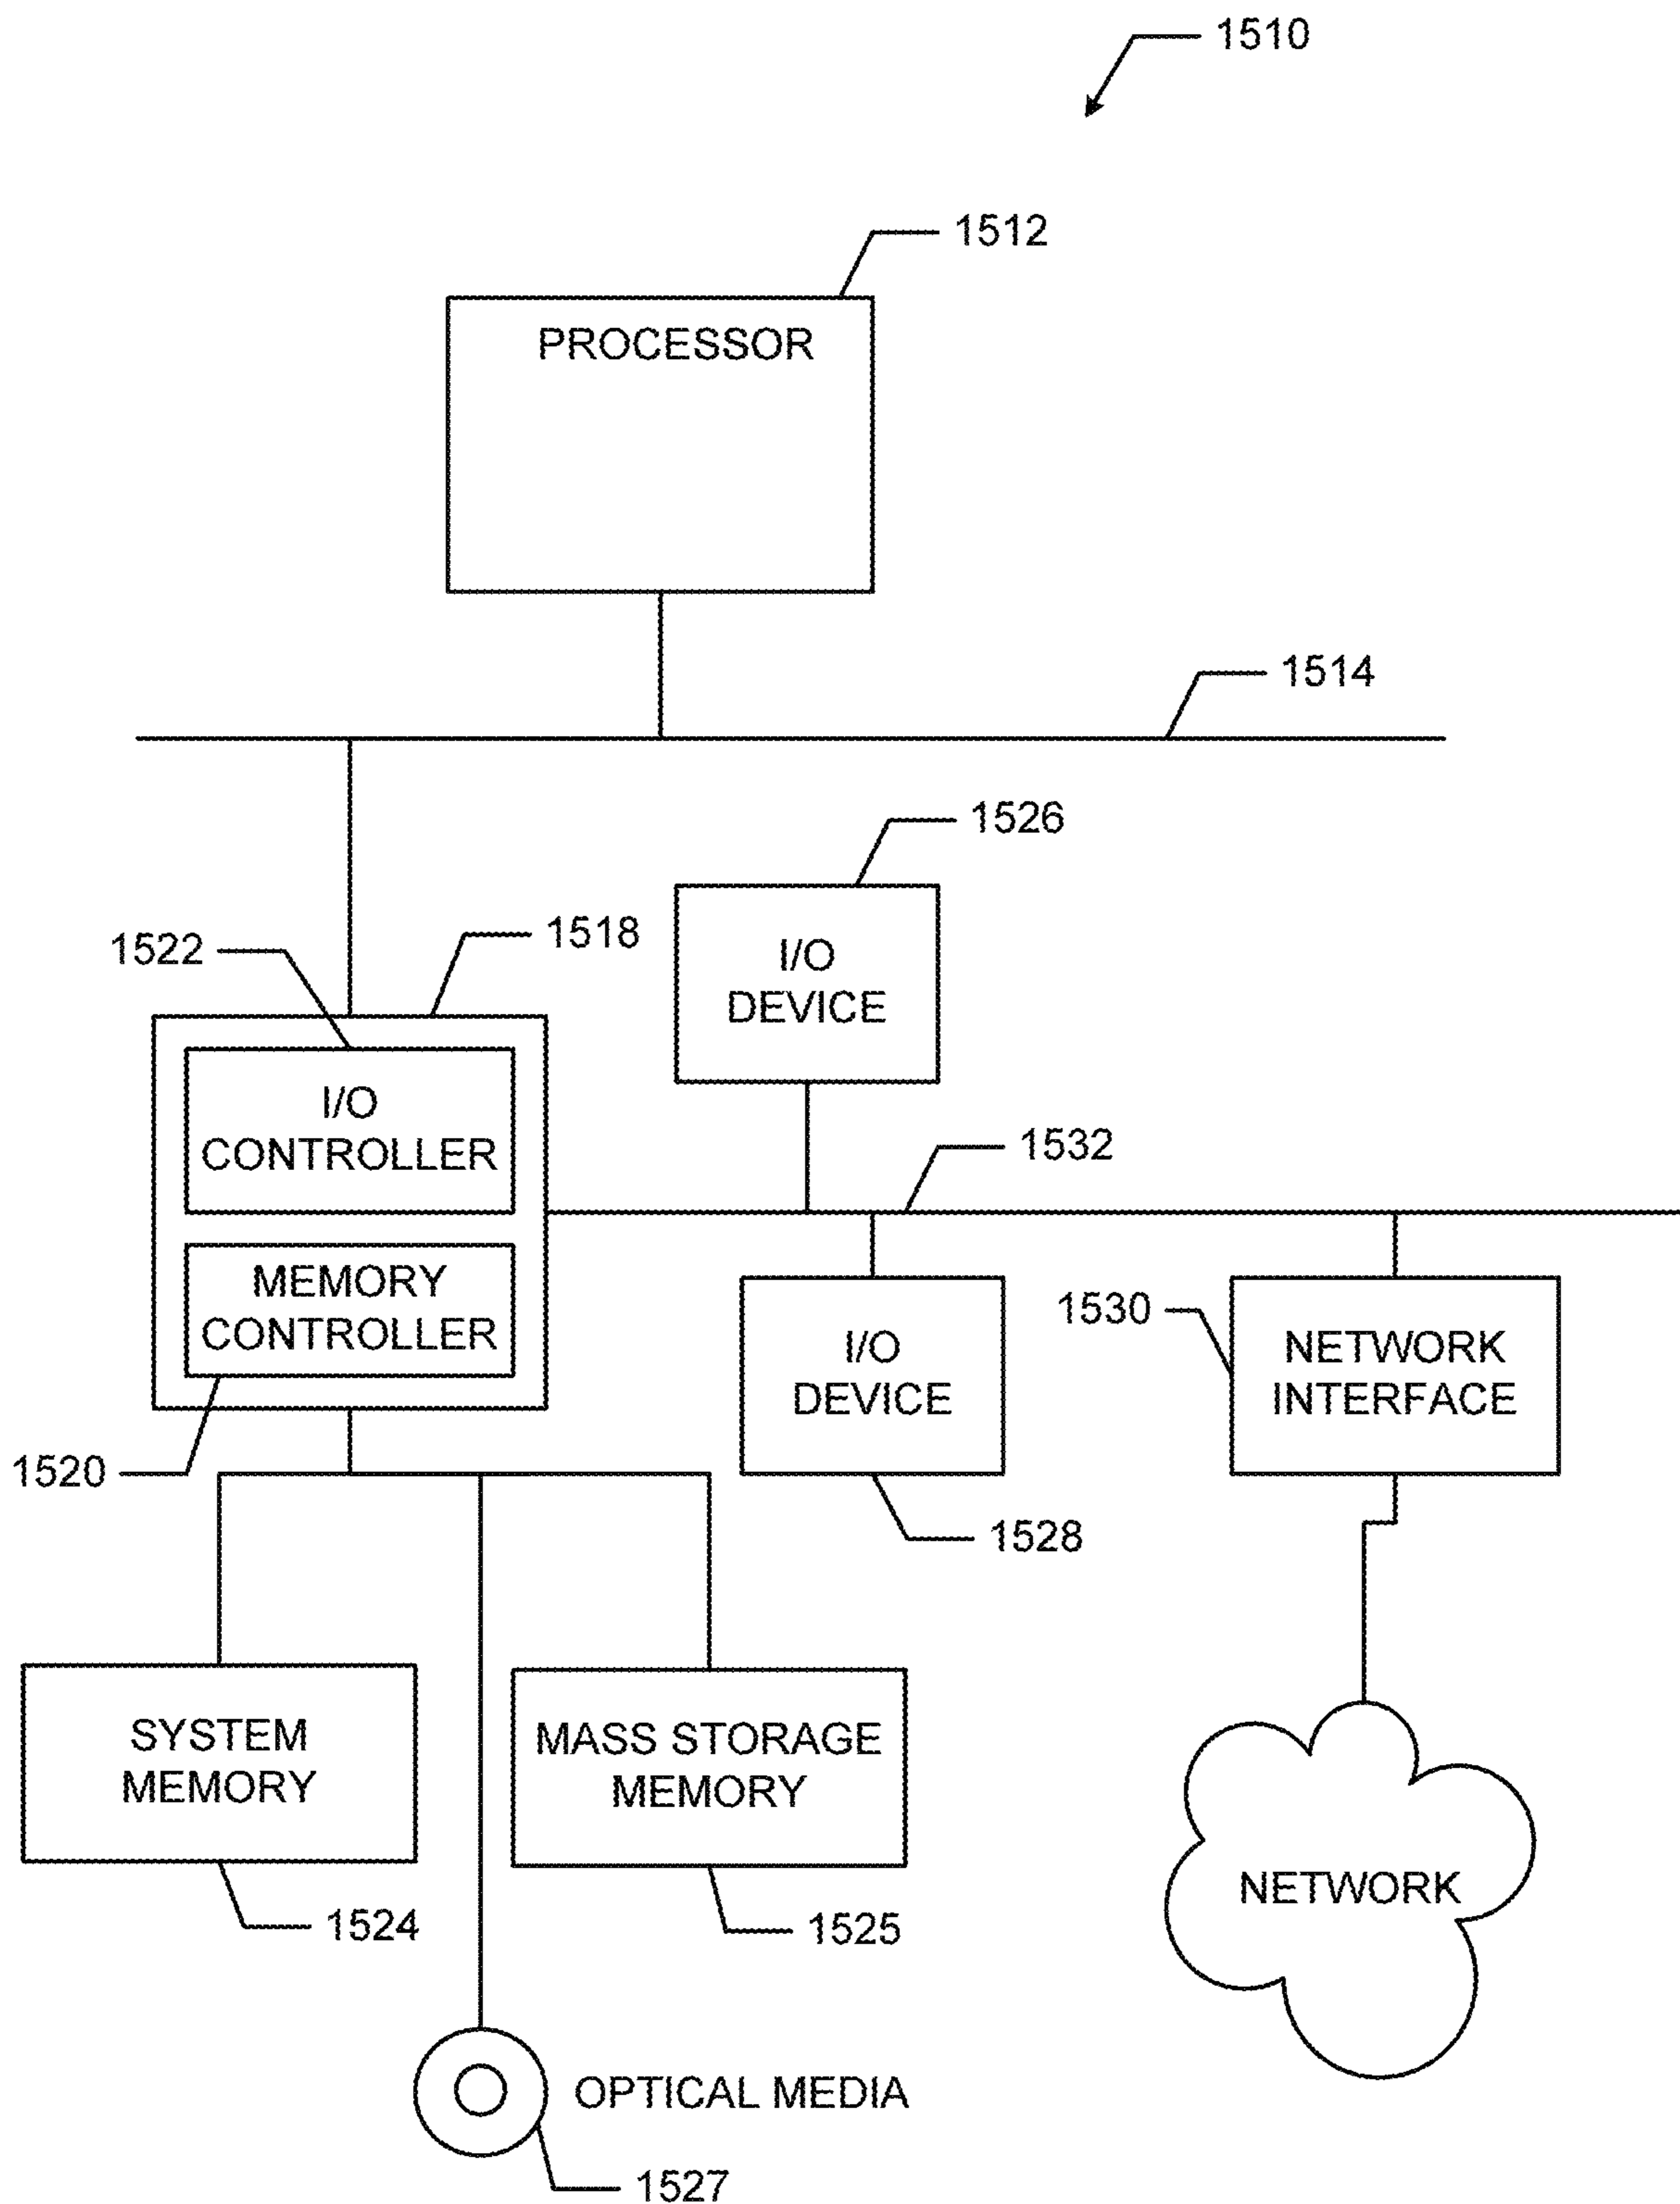 1510
1512
PROCESSOR
1514
1526
1518
1522
I/O
DEVICE
I/O
CONTROLLER
1532
MEMORY
CONTROLLER
1530
I/O
DEVICE
NETWORK
INTERFACE
1520
1528
SYSTEM
MEMORY
MASS STORAGE
MEMORY
NETWORK
1524
1525
OPTICAL MEDIA
1527